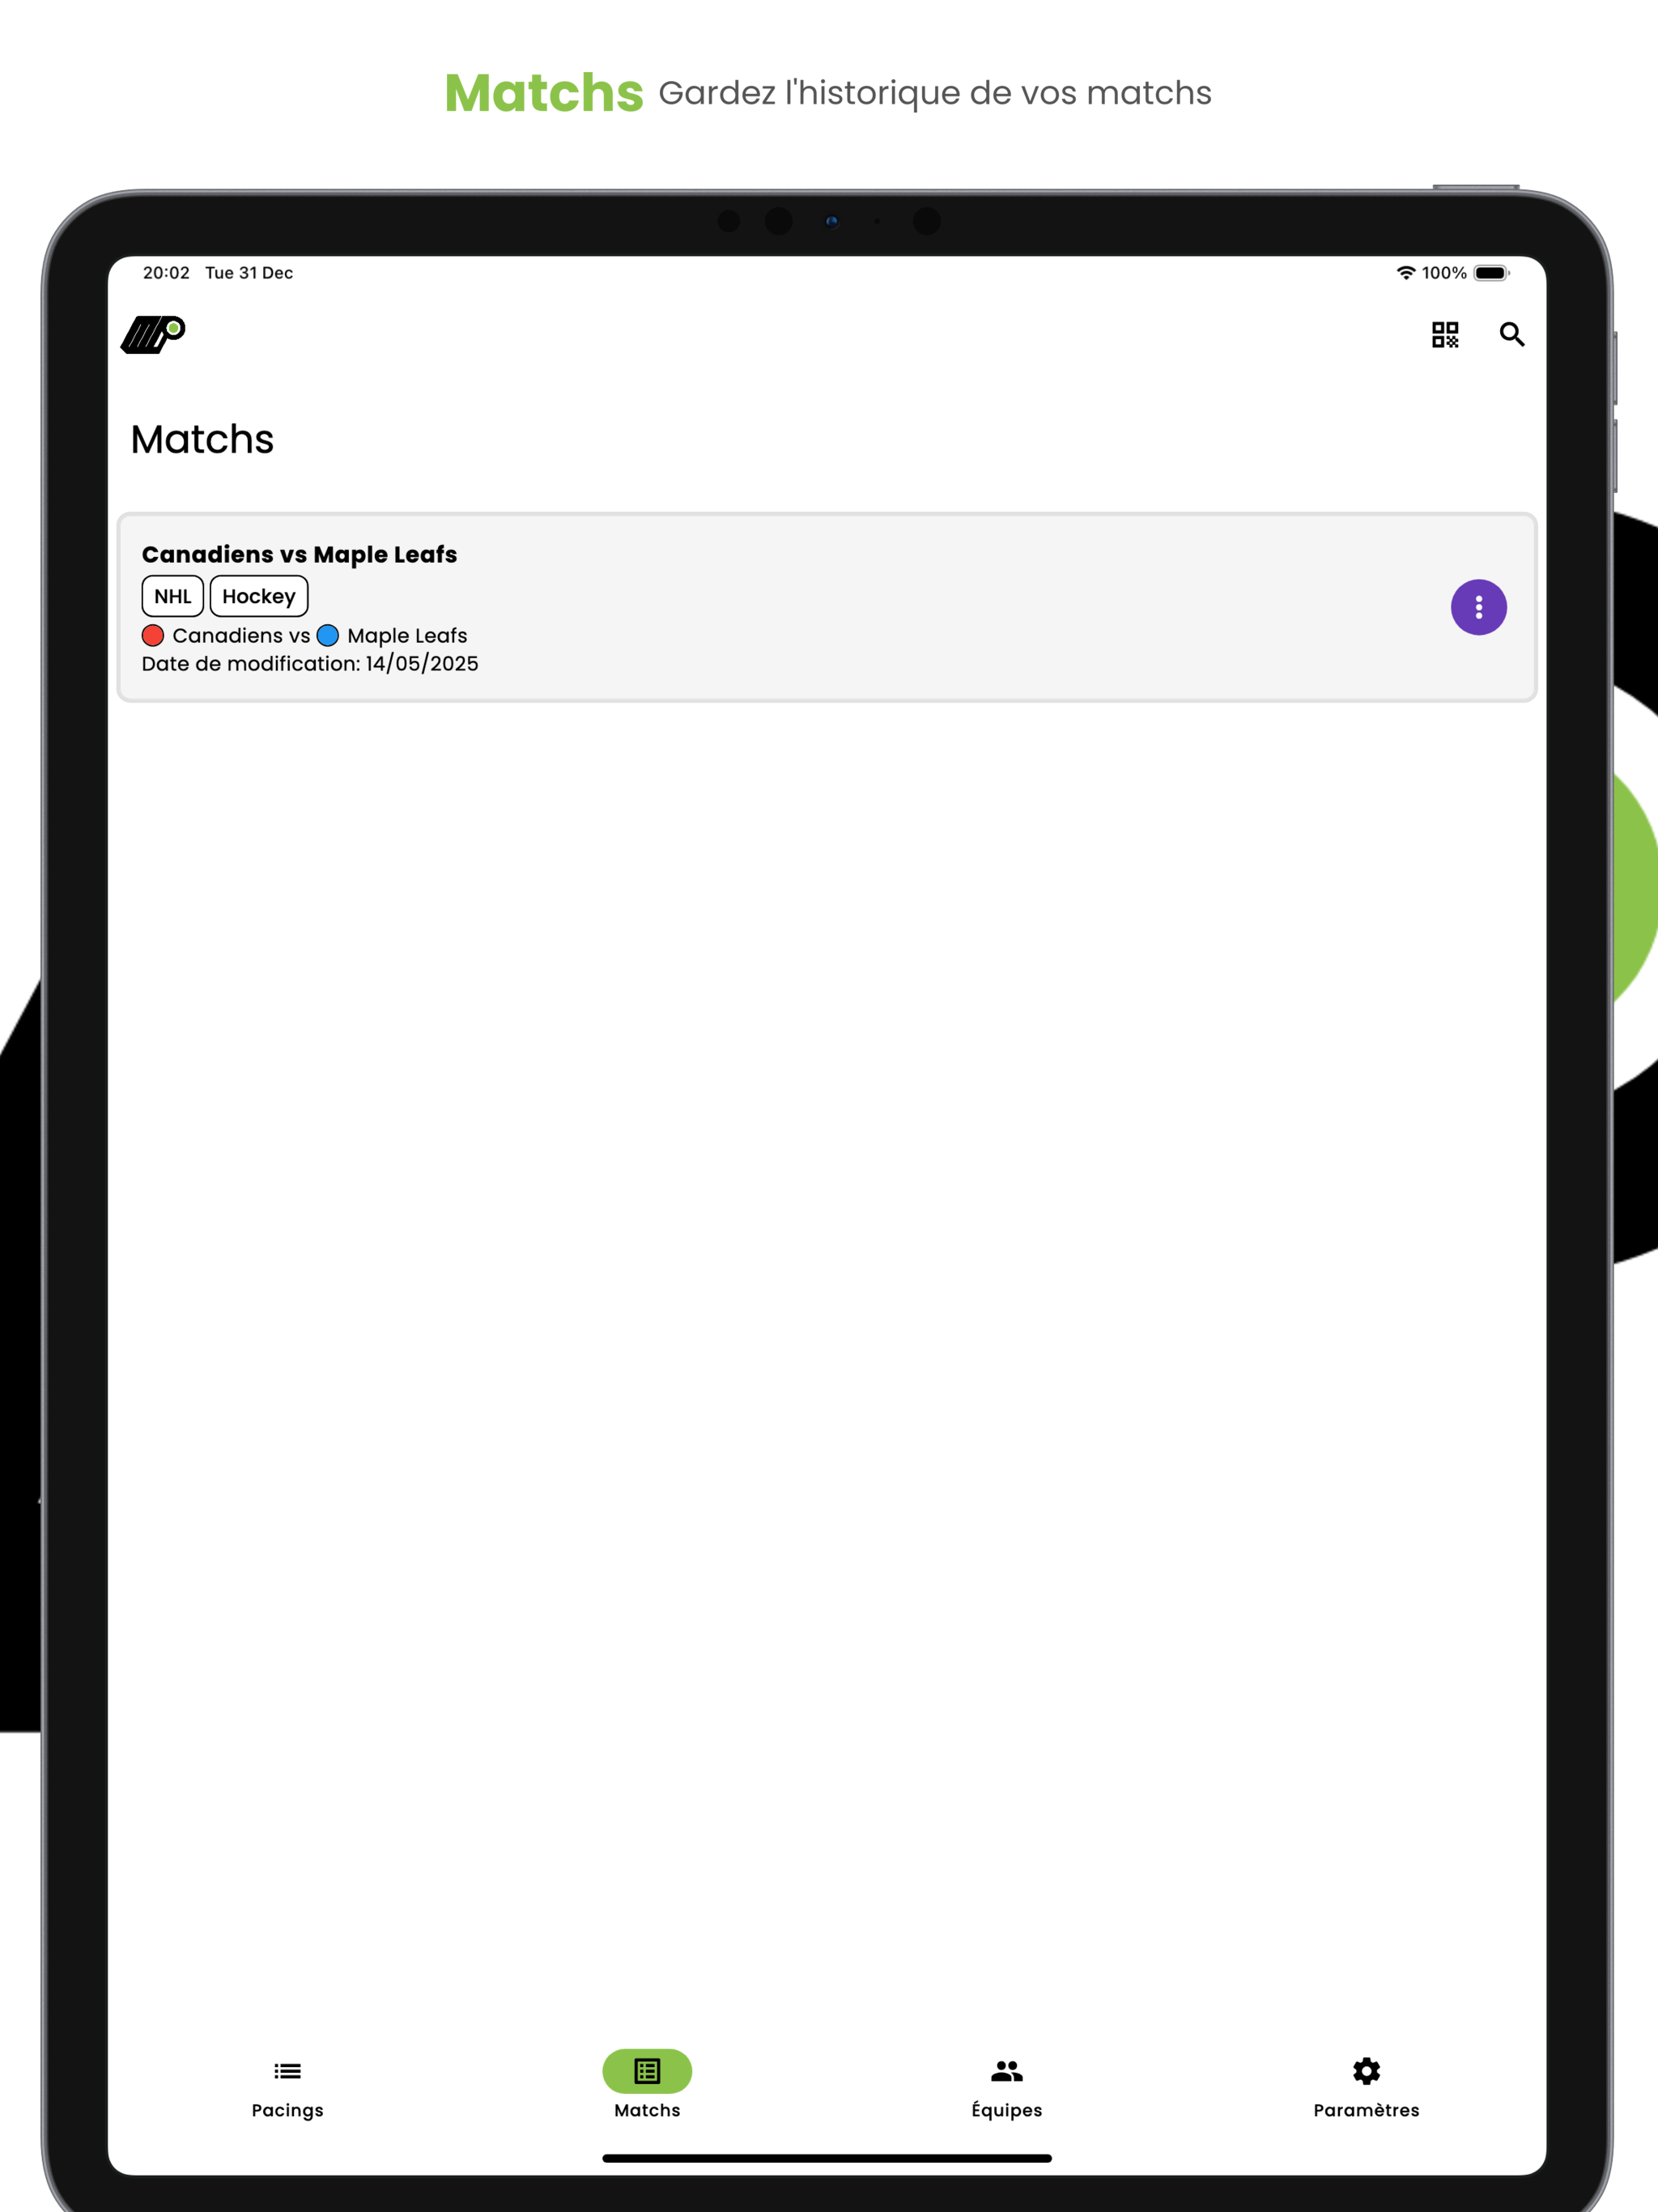 Matchs Gardez l'historique de vos matchs
20:02 Tue 31 Dec 100%
MP
Matchs
Canadiens vs Maple Leafs
NHL Hockey
Canadiens vs Maple Leafs
Date de modification: 14/05/2025
Pacings Matchs Équipes Paramètres